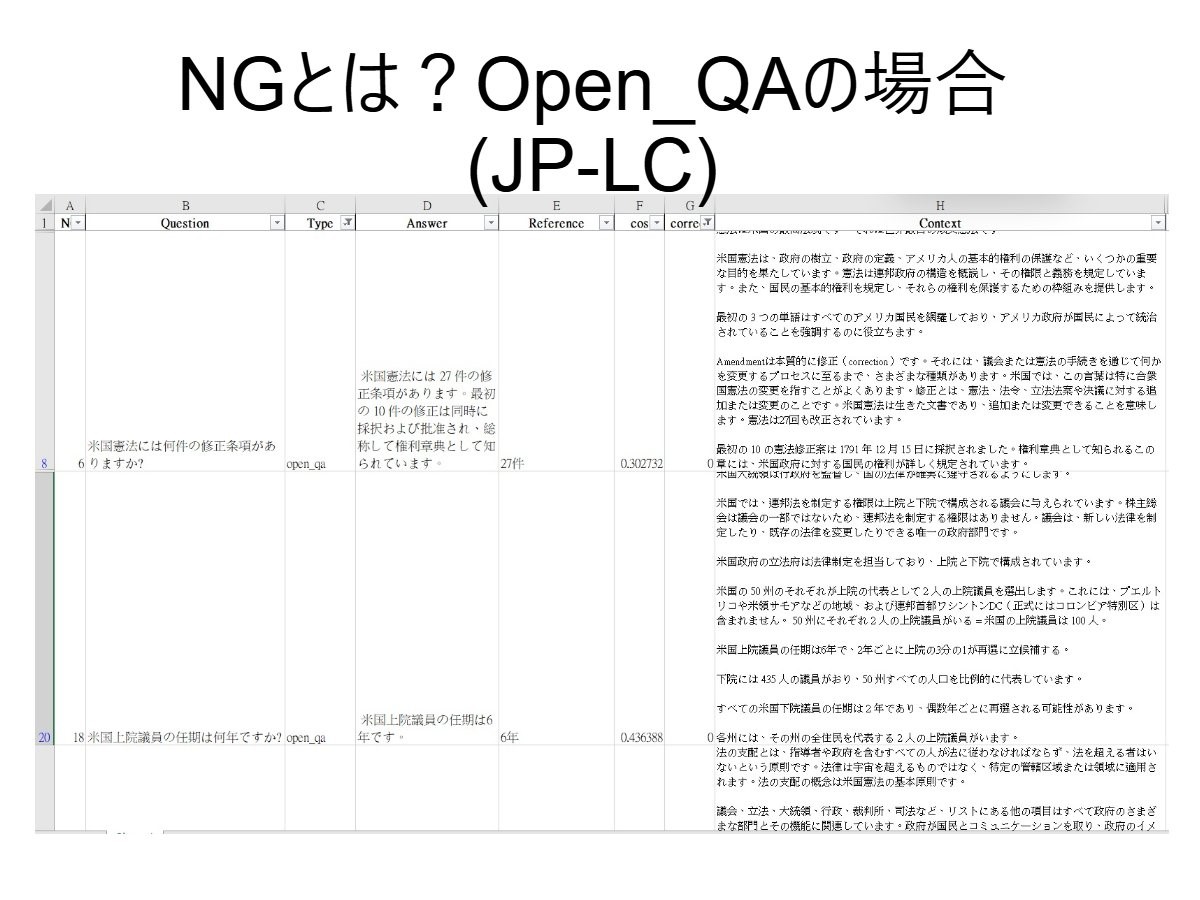 NGとは？Open_QAの場合
(JP-LC)
A B C D E F G H
1 N Question Type Answer Reference cos corre Context
米国憲法は、政府の樹立、政府の定義、アメリカ人の基本的権利の保護など、いくつかの重要
な目的を果たしています。憲法は連邦政府の構造を概説し、その権限と義務を規定していま
す。また、国民の基本的権利を規定し、それらの権利を保護するための枠組みを提供します。
最初の 3 つの単語はすべてのアメリカ国民を網羅しており、アメリカ政府が国民によって統治
されていることを強調するのに役立ちます。
Amendmentは本質的に修正（correction）です。それには、議会または憲法の手続きを通じて何か
を変更するプロセスに至るまで、さまざまな種類があります。米国では、この言葉は特に合衆
国憲法の変更を指すことがよくあります。修正とは、憲法、法令、立法法案や決議に対する追
加または変更のことです。米国憲法は生きた文書であり、追加または変更できることを意味し
ます。憲法は27回も改正されています。
最初の 10 の憲法修正案は 1791 年 12 月 15 日に採択されました。権利章典として知られるこの
章には、米国政府に対する国民の権利が詳しく規定されています。
米国憲法には 27 件の修
正条項があります。最初
の 10 件の修正は同時に
採択および批准され、総
称して権利章典として知
られています。
米国憲法には何件の修正条項があ
りますか?
8 6 open_qa 27件 0.302732 0
米国大統領は行政府を監督し、国の法律が確実に遵守されるようにします。
米国では、連邦法を制定する権限は上院と下院で構成される議会に与えられています。株主総
会は議会の一部ではないため、連邦法を制定する権限はありません。議会は、新しい法律を制
定したり、既存の法律を変更したりできる唯一の政府部門です。
米国政府の立法府は法律制定を担当しており、上院と下院で構成されています。
米国の 50 州のそれぞれが上院の代表として 2 人の上院議員を選出します。これには、プエルト
リコや米領サモアなどの地域、および連邦首都ワシントンDC（正式にはコロンビア特別区）は
含まれません。 50 州にそれぞれ 2 人の上院議員がいる = 米国の上院議員は 100 人。
米国上院議員の任期は6年で、2年ごとに上院の3分の1が再選に立候補する。
下院には 435 人の議員がおり、50 州すべての人口を比例的に代表しています。
すべての米国下院議員の任期は 2 年であり、偶数年ごとに再選される可能性があります。
各州には、その州の全住民を代表する 2 人の上院議員がいます。
米国上院議員の任期は6
年です。
20 18 米国上院議員の任期は何年ですか? open_qa 6年 0.436388 0
法の支配とは、指導者や政府を含むすべての人が法に従わなければならず、法を超える者はい
ないという原則です。法律は宇宙を超えるものではなく、特定の管轄区域または領域に適用さ
れます。法の支配の概念は米国憲法の基本原則です。
議会、立法、大統領、行政、裁判所、司法など、リストにある他の項目はすべて政府のさまざ
まな部門とその機能に関連しています。政府が国民とコミュニケーションを取り、政府のイメ